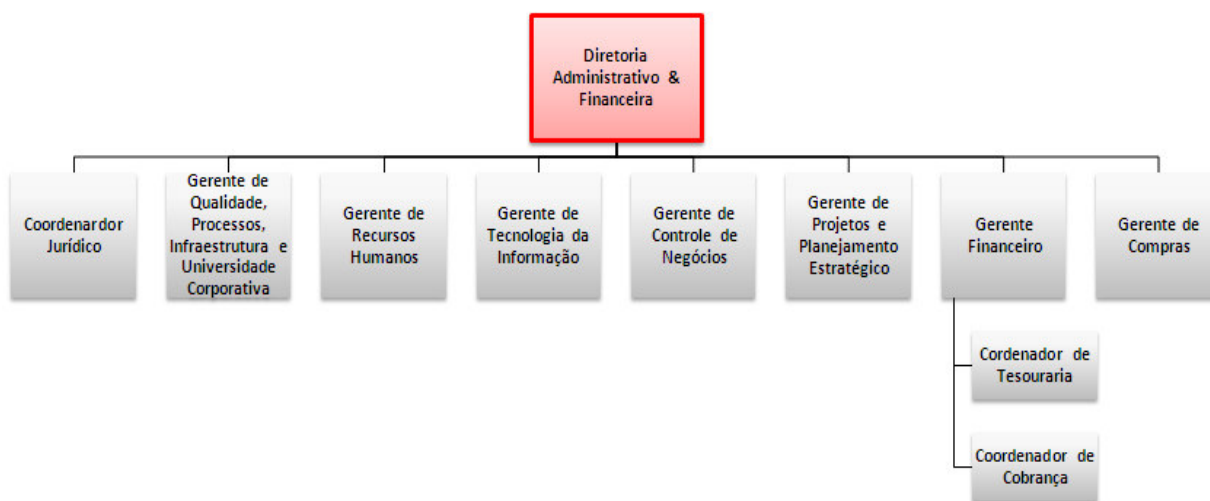 Diretoria
Administrativo &
Financeira
Coordenardor
Jurídico
Gerente de
Qualidade,
Processos,
Infraestrutura e
Universidade
Corporativa
Gerente de
Recursos
Humanos
Gerente de
Tecnologia da
Informação
Gerente de
Controle de
Negócios
Gerente de
Projetos e
Planejamento
Estratégico
Gerente
Financeiro
Gerente de
Compras
Cordenador de
Tesouraria
Coordenador de
Cobrança